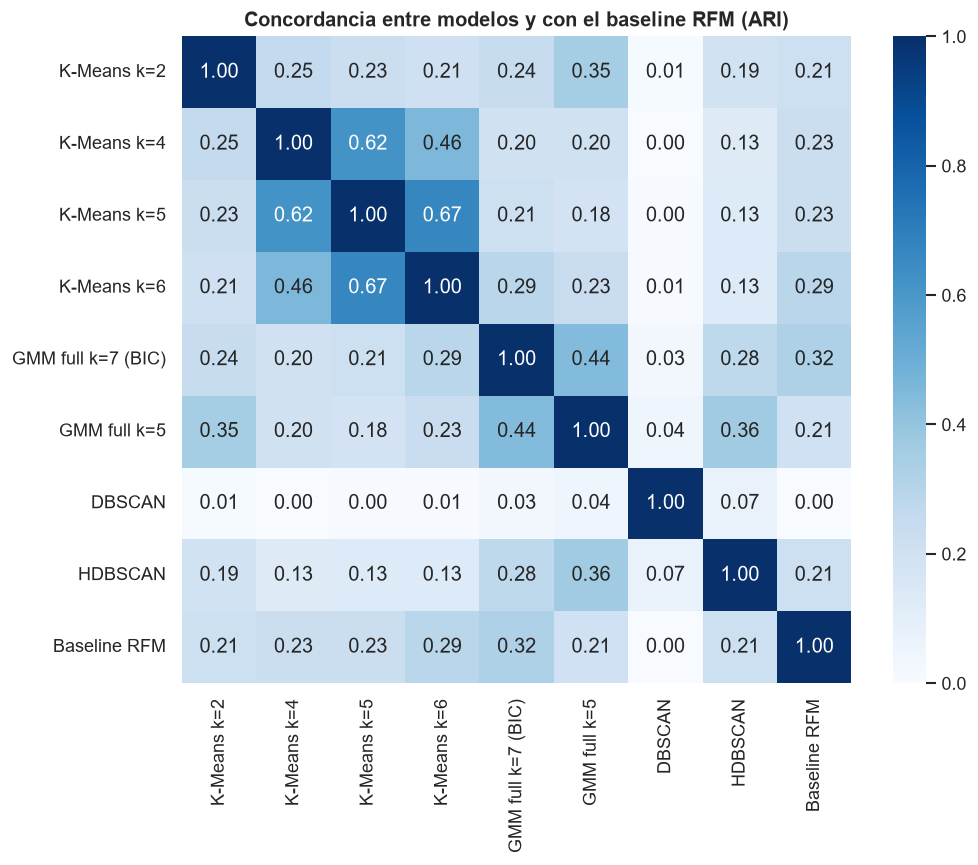 Concordancia entre modelos y con el baseline RFM (ARI)
K-Means k=2 1.00 0.25 0.23 0.21 0.24 0.35 0.01 0.19 0.21
K-Means k=4 0.25 1.00 0.62 0.46 0.20 0.20 0.00 0.13 0.23
K-Means k=5 0.23 0.62 1.00 0.67 0.21 0.18 0.00 0.13 0.23
K-Means k=6 0.21 0.46 0.67 1.00 0.29 0.23 0.01 0.13 0.29
GMM full k=7 (BIC) 0.24 0.20 0.21 0.29 1.00 0.44 0.03 0.28 0.32
GMM full k=5 0.35 0.20 0.18 0.23 0.44 1.00 0.04 0.36 0.21
DBSCAN 0.01 0.00 0.00 0.01 0.03 0.04 1.00 0.07 0.00
HDBSCAN 0.19 0.13 0.13 0.13 0.28 0.36 0.07 1.00 0.21
Baseline RFM 0.21 0.23 0.23 0.29 0.32 0.21 0.00 0.21 1.00
K-Means k=2
K-Means k=4
K-Means k=5
K-Means k=6
GMM full k=7 (BIC)
GMM full k=5
DBSCAN
HDBSCAN
Baseline RFM
1.0
0.8
0.6
0.4
0.2
0.0